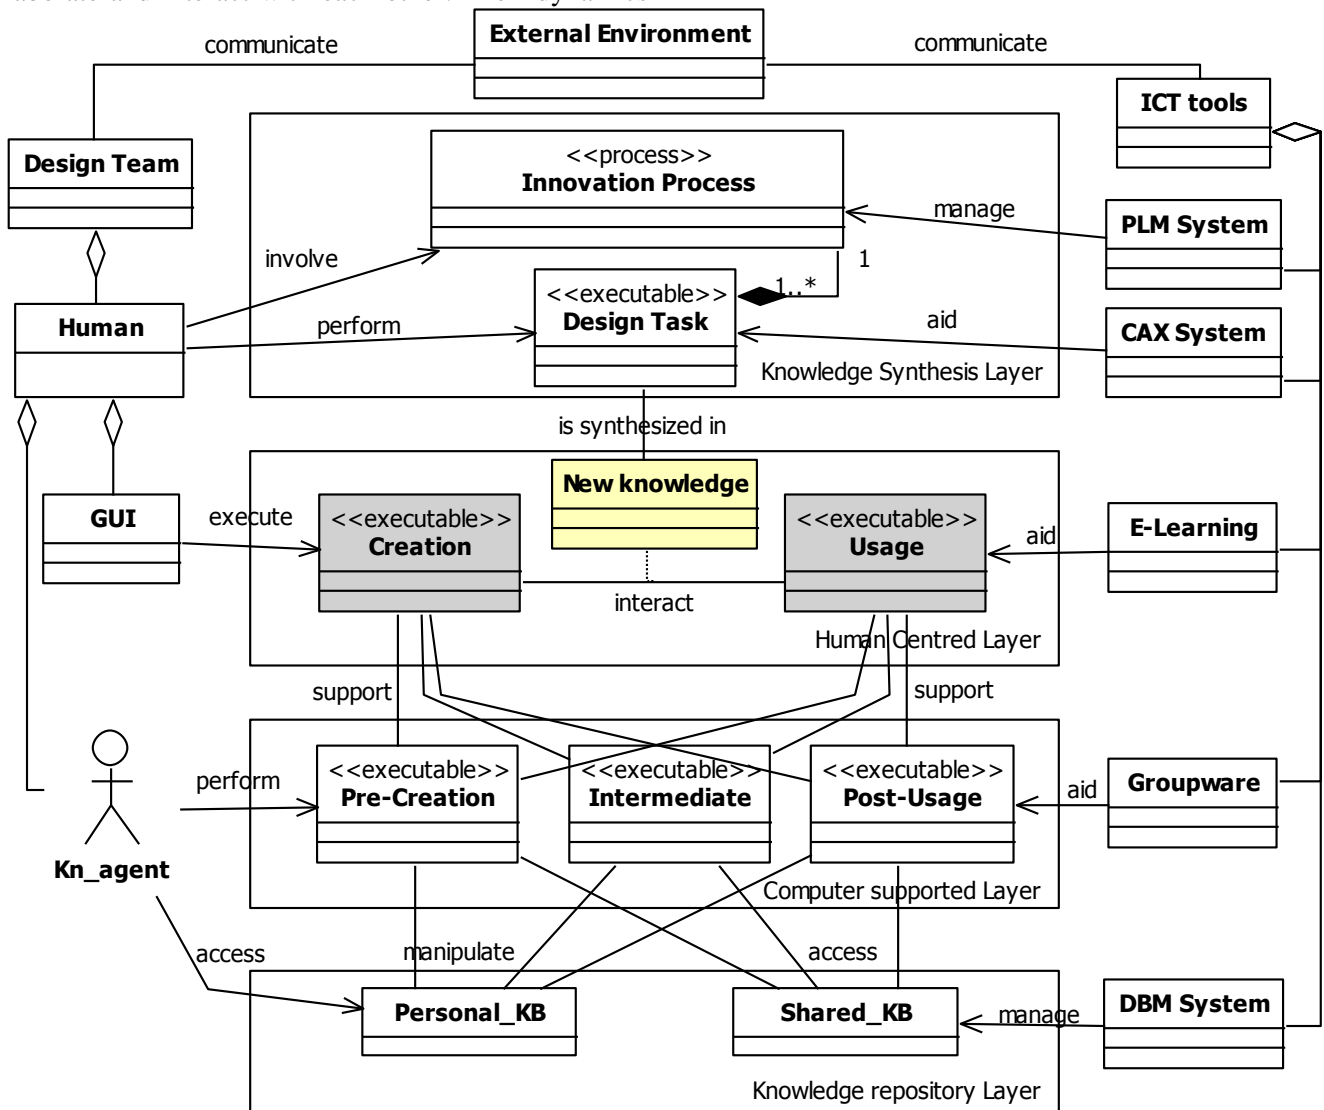 communicate
External Environment
communicate
ICT tools
Design Team
<<process>>
Innovation Process
manage
PLM System
involve
1
1..*
<<executable>>
Design Task
Human
perform
aid
CAX System
Knowledge Synthesis Layer
is synthesized in
New knowledge
GUI
execute
<<executable>>
Creation
<<executable>>
Usage
aid
E-Learning
interact
Human Centred Layer
support
support
perform
<<executable>>
Pre-Creation
<<executable>>
Intermediate
<<executable>>
Post-Usage
aid
Groupware
Kn_agent
Computer supported Layer
access
manipulate
access
Personal_KB
Shared_KB
manage
DBM System
Knowledge repository Layer